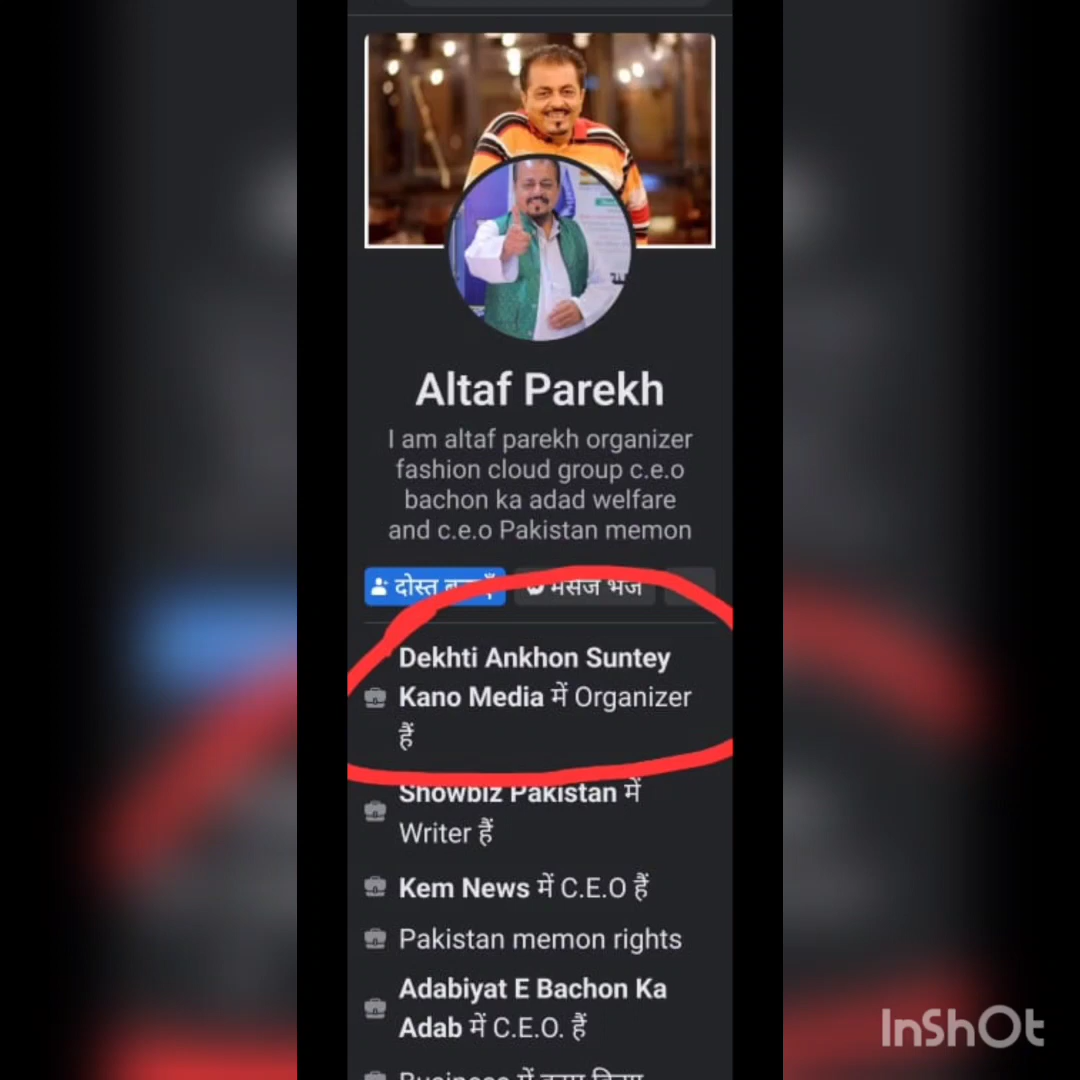 Altaf Parekh
I am altaf parekh organizer
fashion cloud group c.e.o
bachon ka adad welfare
and c.e.o Pakistan memon
दोस्त बनाएँ
मैसेज भेजें
Dekhti Ankhon Suntey
Kano Media में Organizer
हैं
Showbiz Pakistan में
Writer हैं
Kem News में C.E.O हैं
Pakistan memon rights
Adabiyat E Bachon Ka
Adab में C.E.O. हैं
InShOt